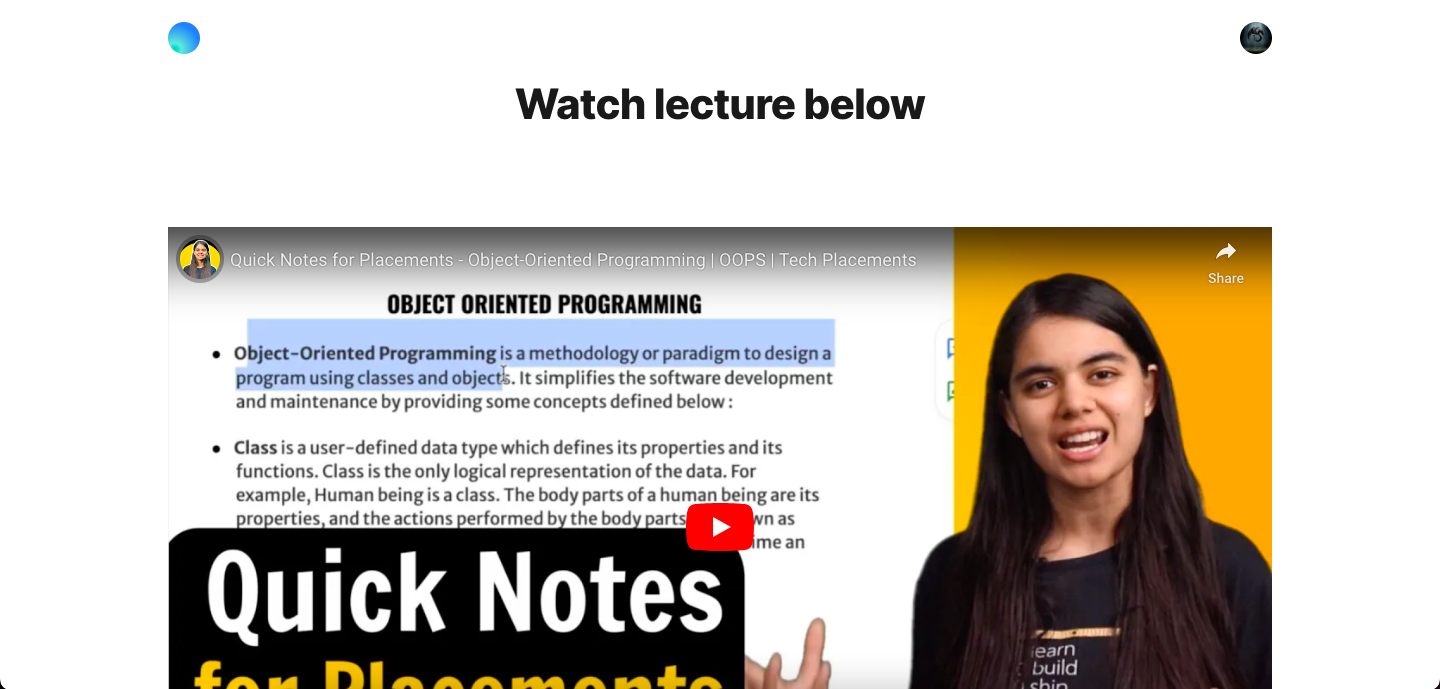 Watch lecture below
Quick Notes for Placements - Object-Oriented Programming | OOPS | Tech Placements
Share
OBJECT ORIENTED PROGRAMMING
• Object-Oriented Programming is a methodology or paradigm to design a
program using classes and objects. It simplifies the software development
and maintenance by providing some concepts defined below :
• Class is a user-defined data type which defines its properties and its
functions. Class is the only logical representation of the data. For
example, Human being is a class. The body parts of a human being are its
properties, and the actions performed by the body parts as
an
Quick Notes
for Placements
learn
build
ship